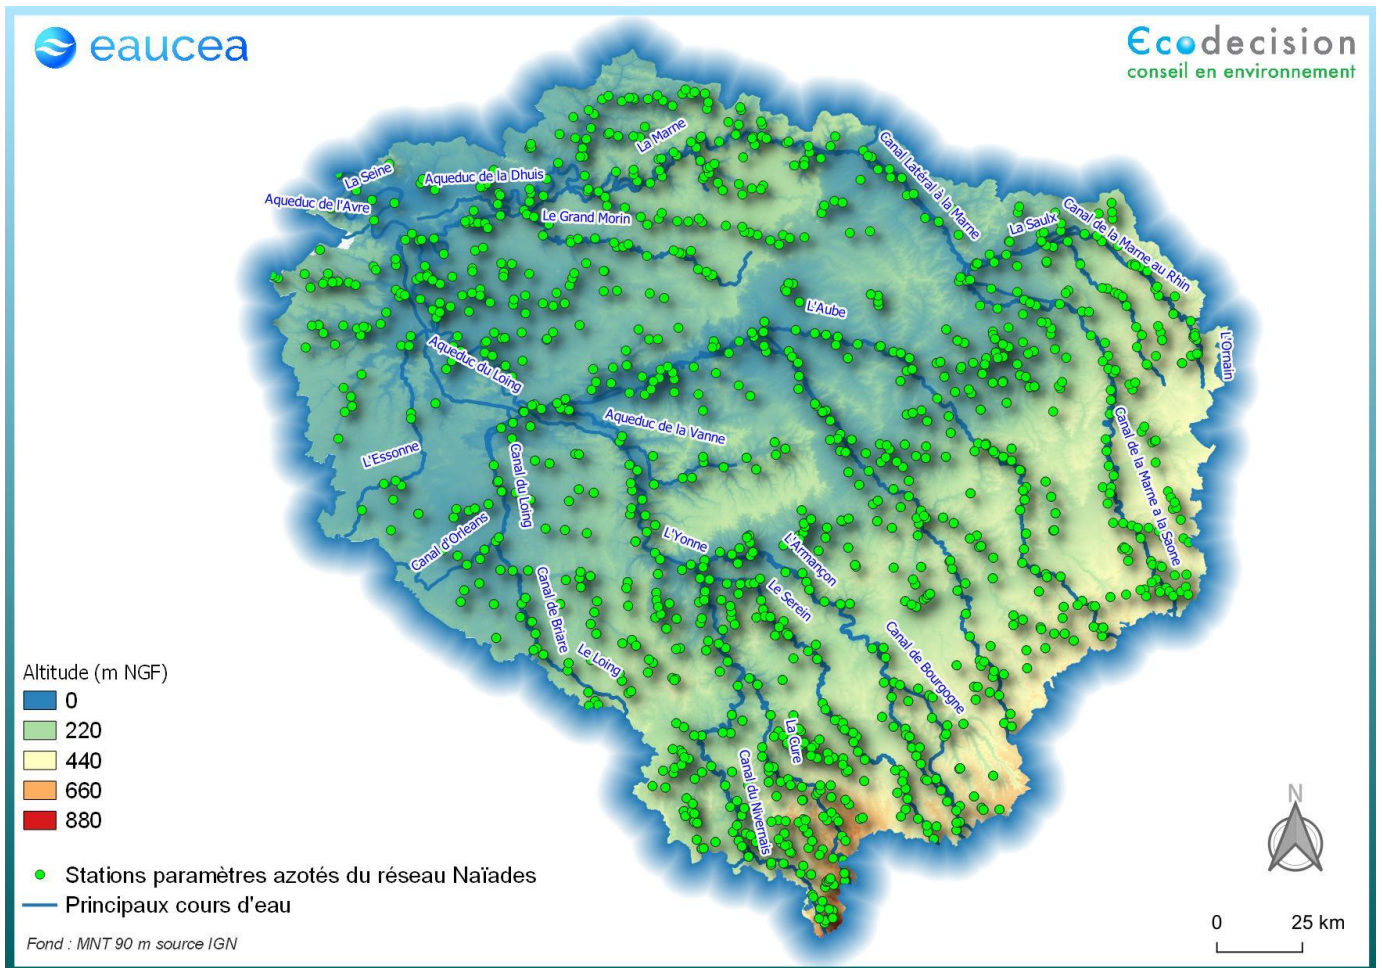 eaucea
Ecodecision
conseil en environnement
La Marne
Canal Latéral à la Marne
La Seine
Aqueduc de la Dhuis
Aqueduc de l'Avre
Le Grand Morin
La Saulx
Canal de la Marne au Rhin
L'Aube
L'Ornain
Aqueduc du Loing
Aqueduc de la Vanne
Canal de la Marne a la Saone
L'Essonne
Canal du Loing
Canal d'Orleans
L'Yonne
L'Armançon
Le Serein
Canal de Briare
Le Loing
Canal de Bourgogne
La Cure
Canal du Nivernais
Altitude (m NGF)
0
220
440
660
880
Stations paramètres azotés du réseau Naïades
Principaux cours d'eau
Fond : MNT 90 m source IGN
N
0 25 km